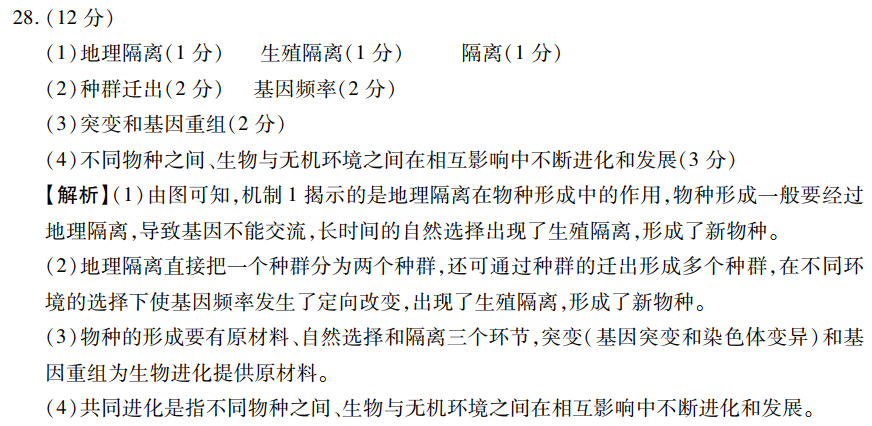 28.(12分)
(1)地理隔离(1分)　生殖隔离(1分)　　隔离(1分)
(2)种群迁出(2分)　基因频率(2分)
(3)突变和基因重组(2分)
(4)不同物种之间、生物与无机环境之间在相互影响中不断进化和发展(3分)
【解析】(1)由图可知,机制1揭示的是地理隔离在物种形成中的作用,物种形成一般要经过
地理隔离,导致基因不能交流,长时间的自然选择出现了生殖隔离,形成了新物种。
(2)地理隔离直接把一个种群分为两个种群,还可通过种群的迁出形成多个种群,在不同环
境的选择下使基因频率发生了定向改变,出现了生殖隔离,形成了新物种。
(3)物种的形成要有原材料、自然选择和隔离三个环节,突变(基因突变和染色体变异)和基
因重组为生物进化提供原材料。
(4)共同进化是指不同物种之间、生物与无机环境之间在相互影响中不断进化和发展。